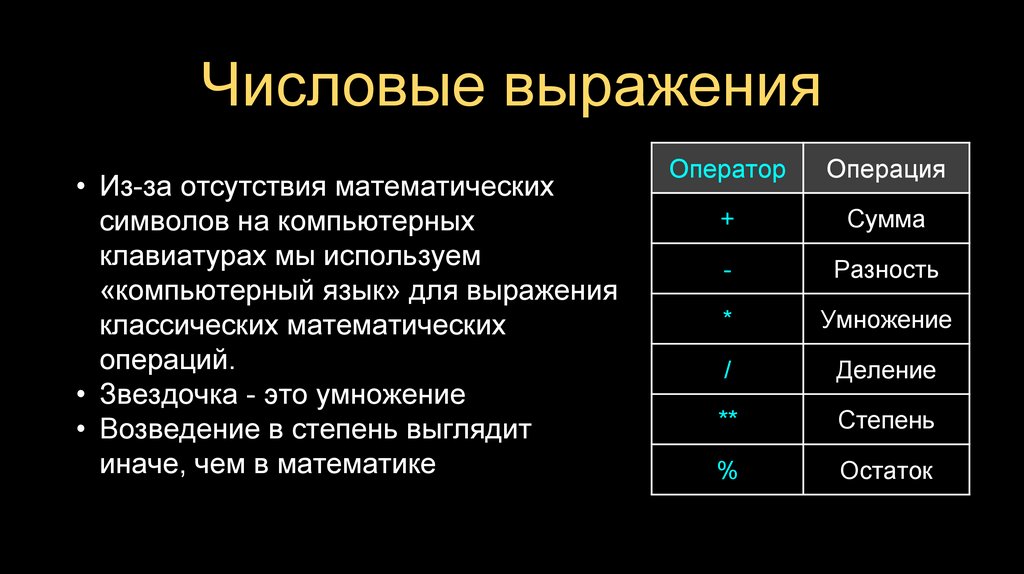 Числовые выражения
• Из-за отсутствия математических
символов на компьютерных
клавиатурах мы используем
«компьютерный язык» для выражения
классических математических
операций.
• Звездочка - это умножение
• Возведение в степень выглядит
иначе, чем в математике
Оператор Операция
+ Сумма
- Разность
* Умножение
/ Деление
** Степень
% Остаток